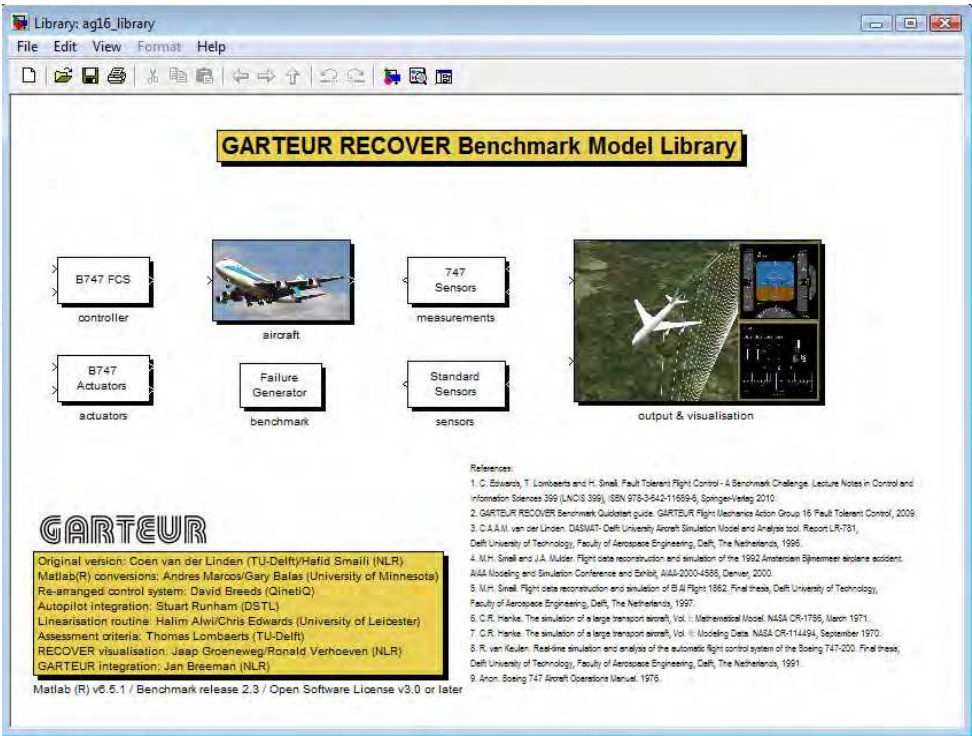 Library: ag16_library
File Edit View Format Help
GARTEUR RECOVER Benchmark Model Library
B747 FCS
controller
aircraft
747
Sensors
measurements
B747
Actuators
actuators
Failure
Generator
benchmark
Standard
Sensors
sensors
output & visualisation
GARTEUR
Original version: Coen van der Linden (TU-Delft)/Hafid Smaili (NLR)
Matlab(R) conversions: Andres Marcos/Gary Balas (University of Minnesota)
Re-arranged control system: David Breeds (QinetiQ)
Autopilot integration: Stuart Runham (DSTL)
Linearisation routine: Halim Alwi/Chris Edwards (University of Leicester)
Assessment criteria: Thomas Lombaerts (TU-Delft)
RECOVER visualisation: Jaap Groeneweg/Ronald Verhoeven (NLR)
GARTEUR integration: Jan Breeman (NLR)
Matlab (R) v6.5.1 / Benchmark release 2.3 / Open Software License v3.0 or later
References:
1. C. Edwards, T. Lombaerts and H. Smaili. Fault Tolerant Flight Control - A Benchmark Challenge. Lecture Notes in Control and
Information Sciences 399 (LNCIS 399), ISBN 978-3-642-11689-6, Springer-Verlag 2010.
2. GARTEUR RECOVER Benchmark Quickstart guide. GARTEUR Flight Mechanics Action Group 16 'Fault Tolerant Control', 2009.
3. C.A.A.M. van der Linden. DASMAT- Delft University Aircraft Simulation Model and Analysis tool. Report LR-781,
Delft University of Technology, Faculty of Aerospace Engineering, Delft, The Netherlands, 1996.
4. M.H. Smaili and J.A. Mulder. Flight data reconstruction and simulation of the 1992 Amsterdam Bijlmermeer airplane accident.
AIAA Modeling and Simulation Conference and Exhibit, AIAA-2000-4586, Denver, 2000.
5. M.H. Smaili. Flight data reconstruction and simulation of El Al Flight 1862. Final thesis, Delft University of Technology,
Faculty of Aerospace Engineering, Delft, The Netherlands, 1997.
6. C.R. Hanke. The simulation of a large transport aircraft, Vol. I: Mathematical Model. NASA CR-1756, March 1971.
7. C.R. Hanke. The simulation of a large transport aircraft, Vol. II: Modeling Data. NASA CR-114494, September 1970.
8. R. van Keulen. Real-time simulation and analysis of the automatic flight control system of the Boeing 747-200. Final thesis,
Delft University of Technology, Faculty of Aerospace Engineering, Delft, The Netherlands, 1991.
9. Anon. Boeing 747 Aircraft Operations Manual. 1976.